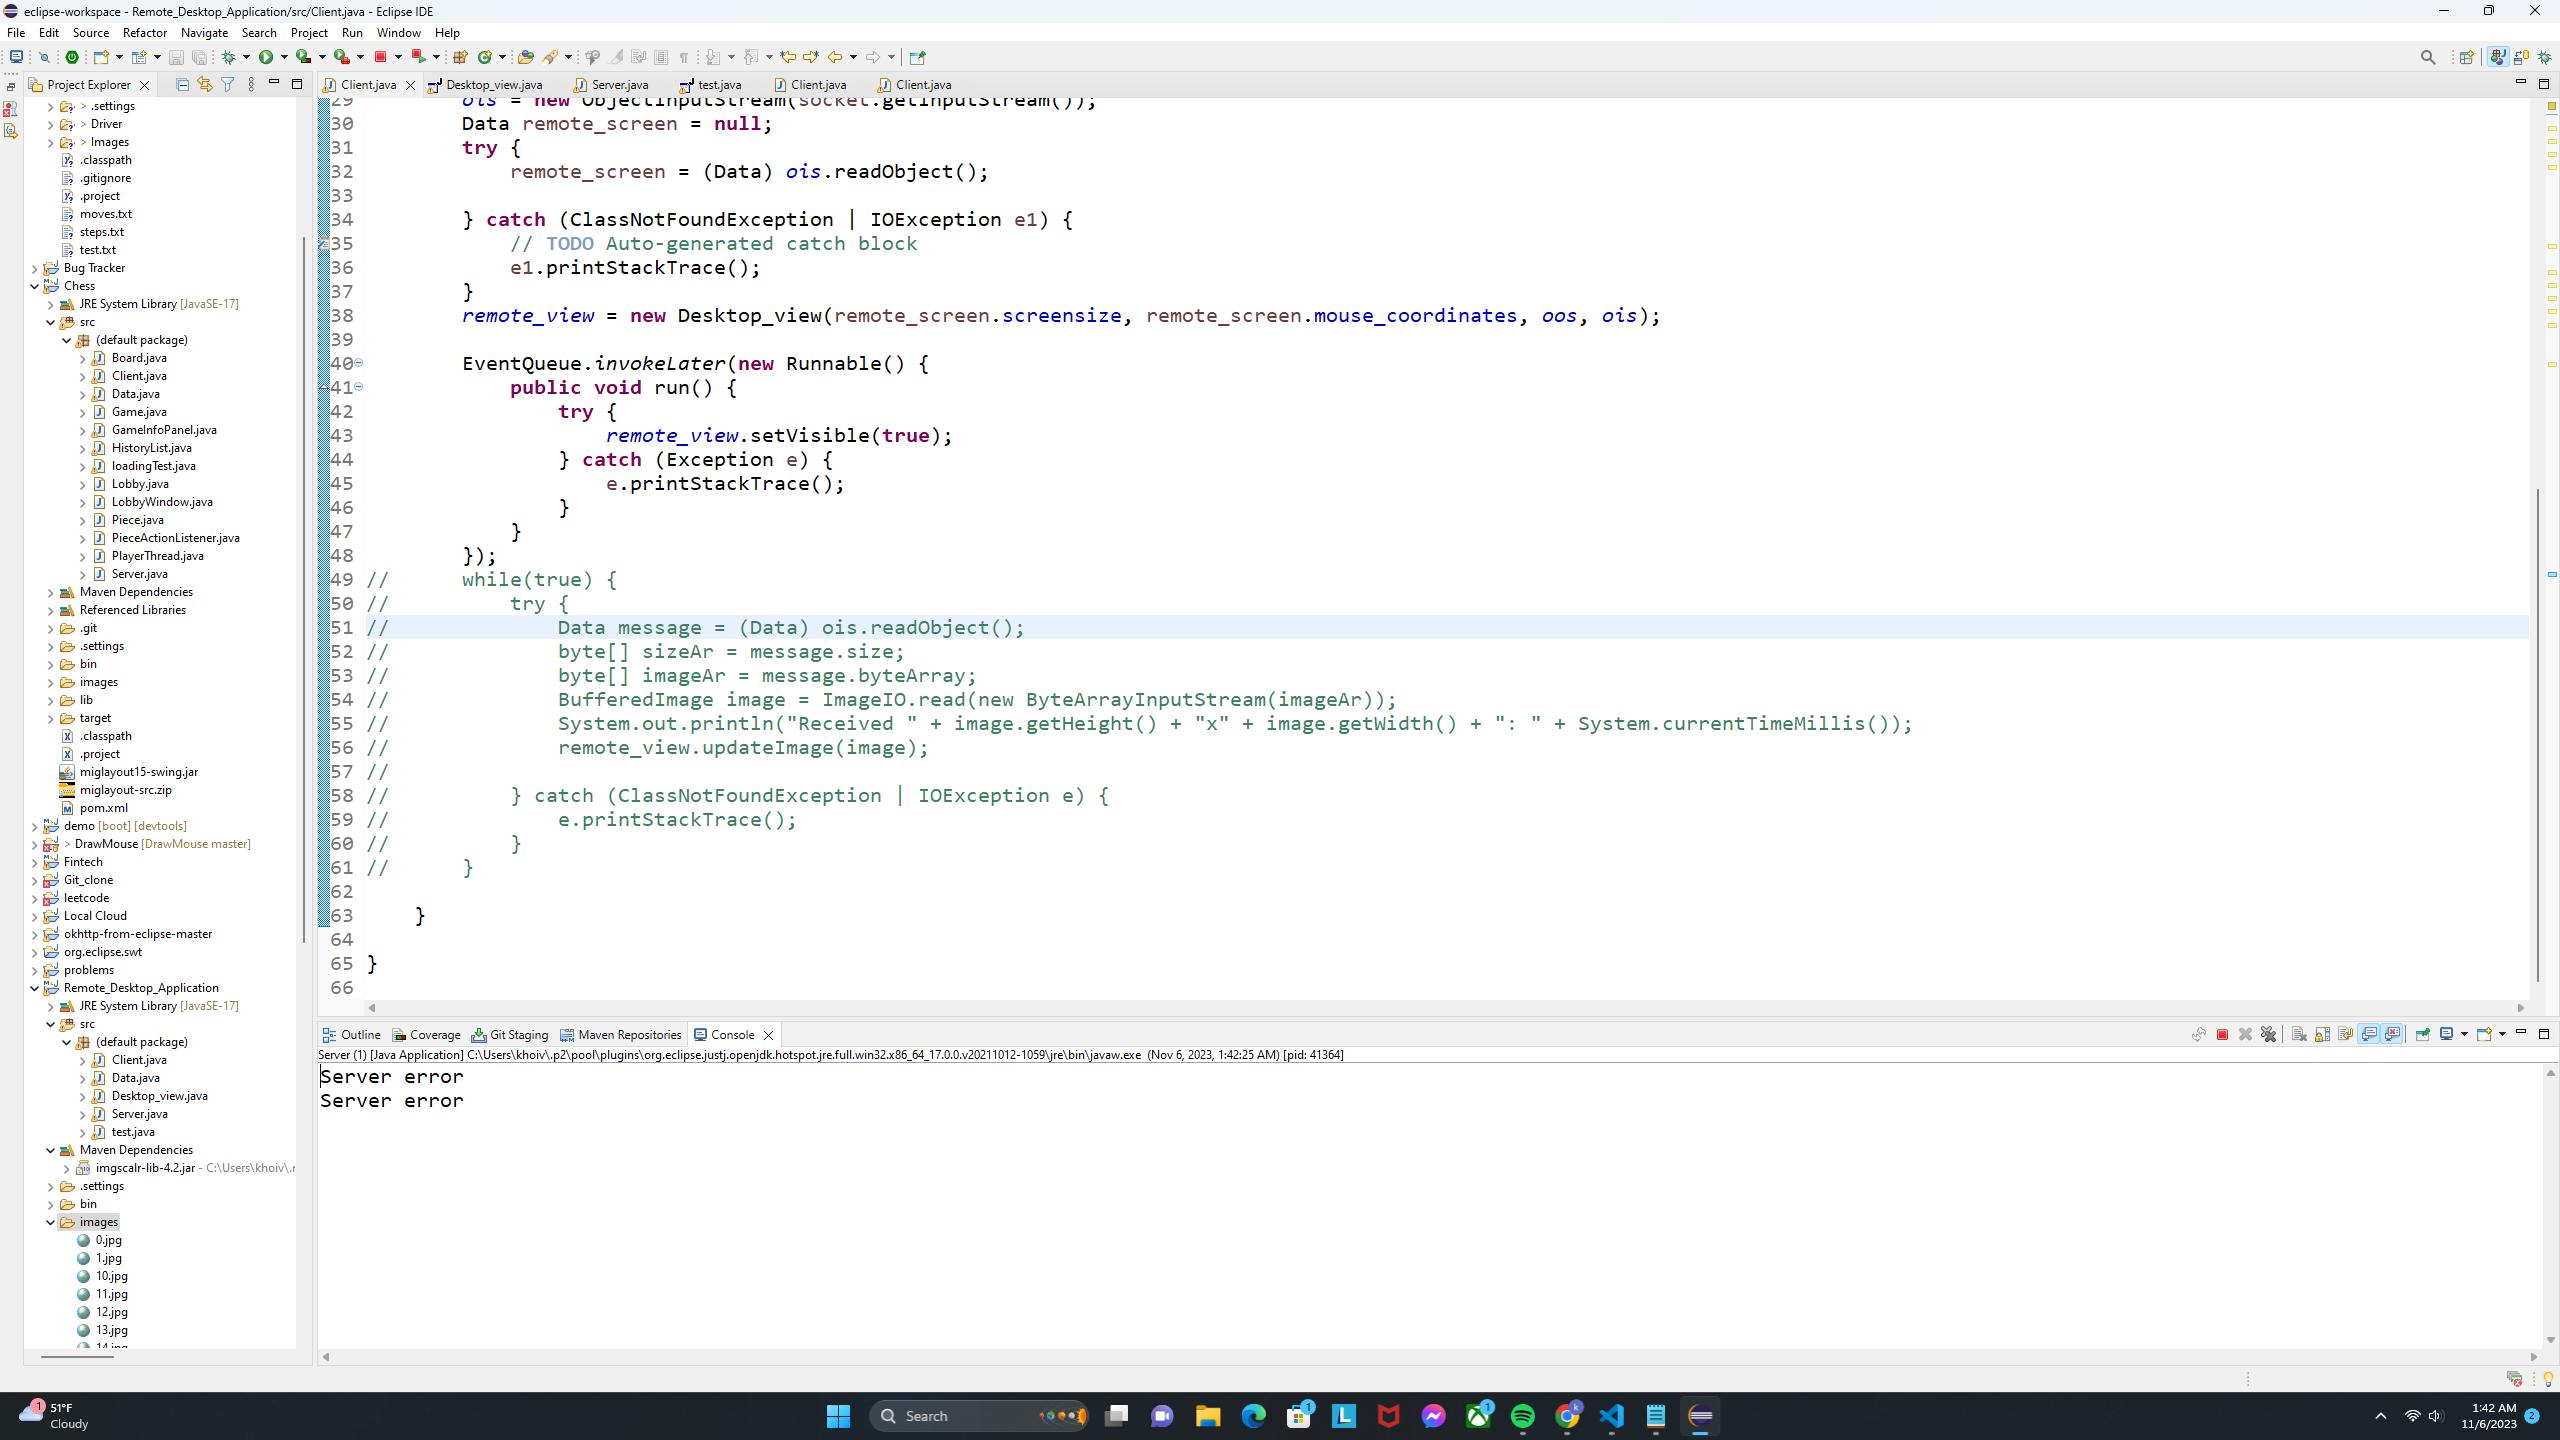 eclipse-workspace - Remote_Desktop_Application/src/Client.java - Eclipse IDE
File Edit Source Refactor Navigate Search Project Run Window Help
Project Explorer
> .settings
> Driver
> Images
.classpath
.gitignore
.project
moves.txt
steps.txt
test.txt
Bug Tracker
Chess
JRE System Library [JavaSE-17]
src
(default package)
Board.java
Client.java
Data.java
Game.java
GameInfoPanel.java
HistoryList.java
loadingTest.java
Lobby.java
LobbyWindow.java
Piece.java
PieceActionListener.java
PlayerThread.java
Server.java
Maven Dependencies
Referenced Libraries
.git
.settings
bin
images
lib
target
.classpath
.project
miglayout15-swing.jar
miglayout-src.zip
pom.xml
demo [boot] [devtools]
> DrawMouse [DrawMouse master]
Fintech
Git_clone
leetcode
Local Cloud
okhttp-from-eclipse-master
org.eclipse.swt
problems
Remote_Desktop_Application
JRE System Library [JavaSE-17]
src
(default package)
Client.java
Data.java
Desktop_view.java
Server.java
test.java
Maven Dependencies
imgscalr-lib-4.2.jar - C:\Users\khoiv\.r
.settings
bin
images
0.jpg
1.jpg
10.jpg
11.jpg
12.jpg
13.jpg
14.jpg
Client.java Desktop_view.java Server.java test.java Client.java Client.java
29 ois = new ObjectInputStream(socket.getInputStream());
30 Data remote_screen = null;
31 try {
32 remote_screen = (Data) ois.readObject();
33
34 } catch (ClassNotFoundException | IOException e1) {
35 // TODO Auto-generated catch block
36 e1.printStackTrace();
37 }
38 remote_view = new Desktop_view(remote_screen.screensize, remote_screen.mouse_coordinates, oos, ois);
39
40 EventQueue.invokeLater(new Runnable() {
41 public void run() {
42 try {
43 remote_view.setVisible(true);
44 } catch (Exception e) {
45 e.printStackTrace();
46 }
47 }
48 });
49 // while(true) {
50 // try {
51 // Data message = (Data) ois.readObject();
52 // byte[] sizeAr = message.size;
53 // byte[] imageAr = message.byteArray;
54 // BufferedImage image = ImageIO.read(new ByteArrayInputStream(imageAr));
55 // System.out.println("Received " + image.getHeight() + "x" + image.getWidth() + ": " + System.currentTimeMillis());
56 // remote_view.updateImage(image);
57 //
58 // } catch (ClassNotFoundException | IOException e) {
59 // e.printStackTrace();
60 // }
61 // }
62
63 }
64
65 }
66
Outline Coverage Git Staging Maven Repositories Console
Server (1) [Java Application] C:\Users\khoiv\.p2\pool\plugins\org.eclipse.justj.openjdk.hotspot.jre.full.win32.x86_64_17.0.0.v20211012-1059\jre\bin\javaw.exe (Nov 6, 2023, 1:42:25 AM) [pid: 41364]
Server error
Server error
1
51°F
Cloudy
Search
1
L
1
k
1:42 AM
11/6/2023
2